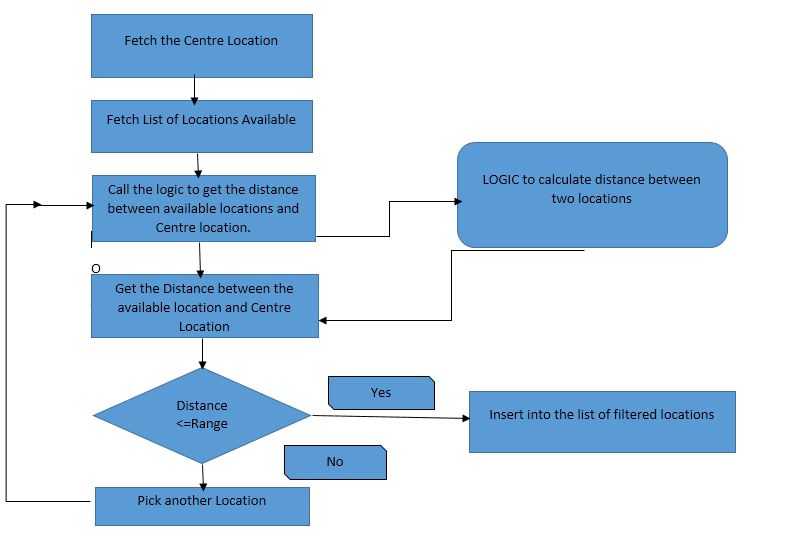 Fetch the Centre Location
Fetch List of Locations Available
Call the logic to get the distance
between available locations and
Centre location.
LOGIC to calculate distance between
two locations
O
Get the Distance between the
available location and Centre
Location
Distance
<=Range
Yes
Insert into the list of filtered locations
No
Pick another Location